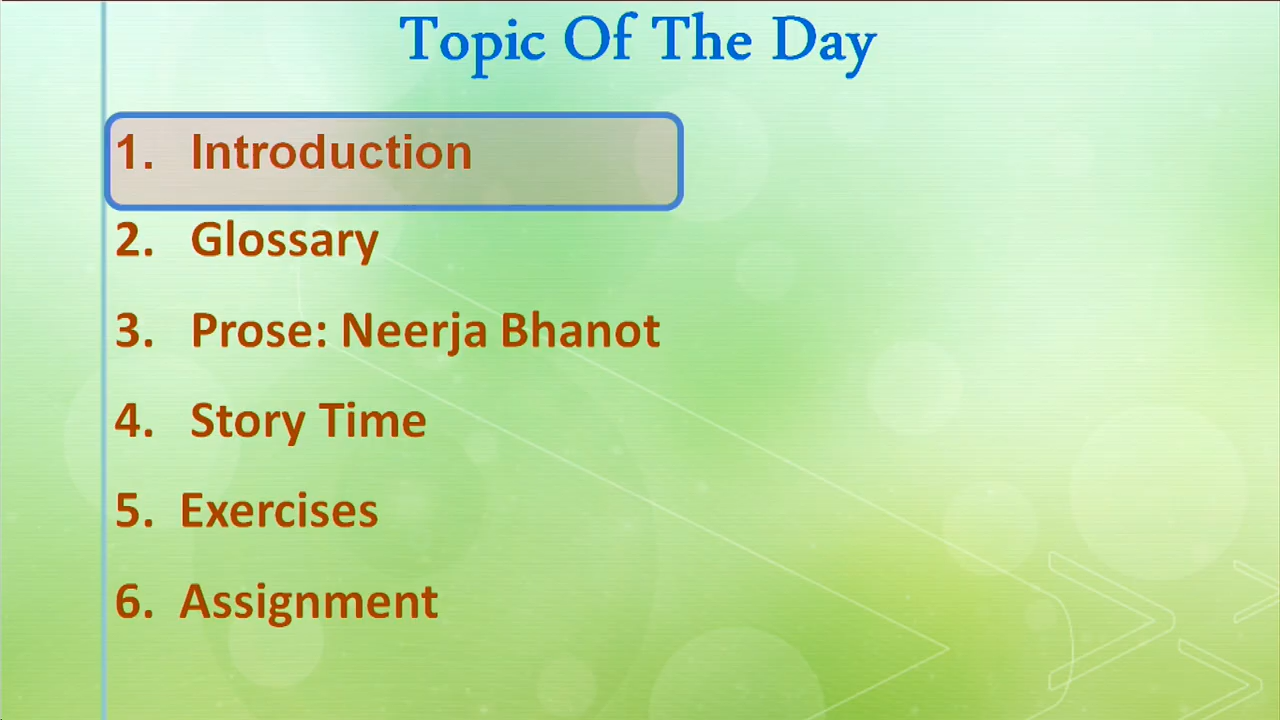 Topic Of The Day
1. Introduction
2. Glossary
3. Prose: Neerja Bhanot
4. Story Time
5. Exercises
6. Assignment